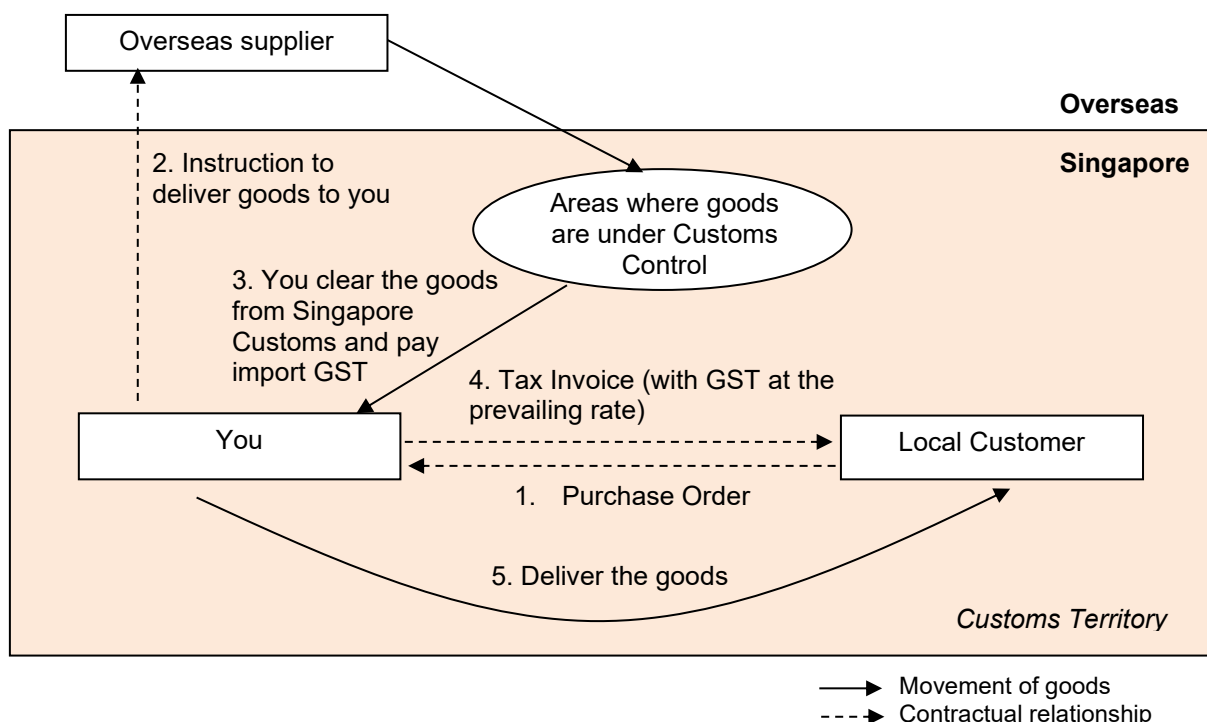 Overseas supplier
Overseas
Singapore
2. Instruction to
deliver goods to you
Areas where goods
are under Customs
Control
3. You clear the goods
from Singapore
Customs and pay
import GST
4. Tax Invoice (with GST at the
prevailing rate)
You
Local Customer
1. Purchase Order
5. Deliver the goods
Customs Territory
Movement of goods
Contractual relationship